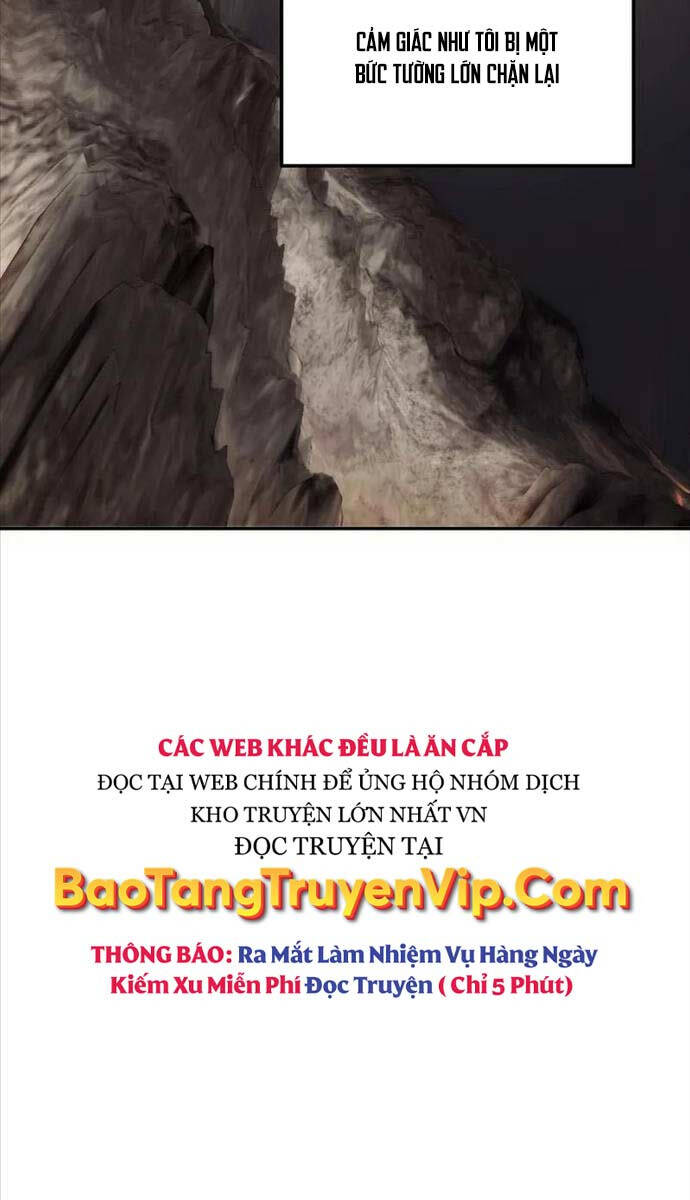 CẢM GIÁC NHƯ TÔI BỊ MỘT
BỨC TƯỜNG LỚN CHẶN LẠI
CÁC WEB KHÁC ĐỀU LÀ ĂN CẮP
ĐỌC TẠI WEB CHÍNH ĐỂ ỦNG HỘ NHÓM DỊCH
KHO TRUYỆN LỚN NHẤT VN
ĐỌC TRUYỆN TẠI
BaoTangTruyenVip.Com
THÔNG BÁO: Ra Mắt Làm Nhiệm Vụ Hàng Ngày
Kiếm Xu Miễn Phí Đọc Truyện ( Chỉ 5 Phút)